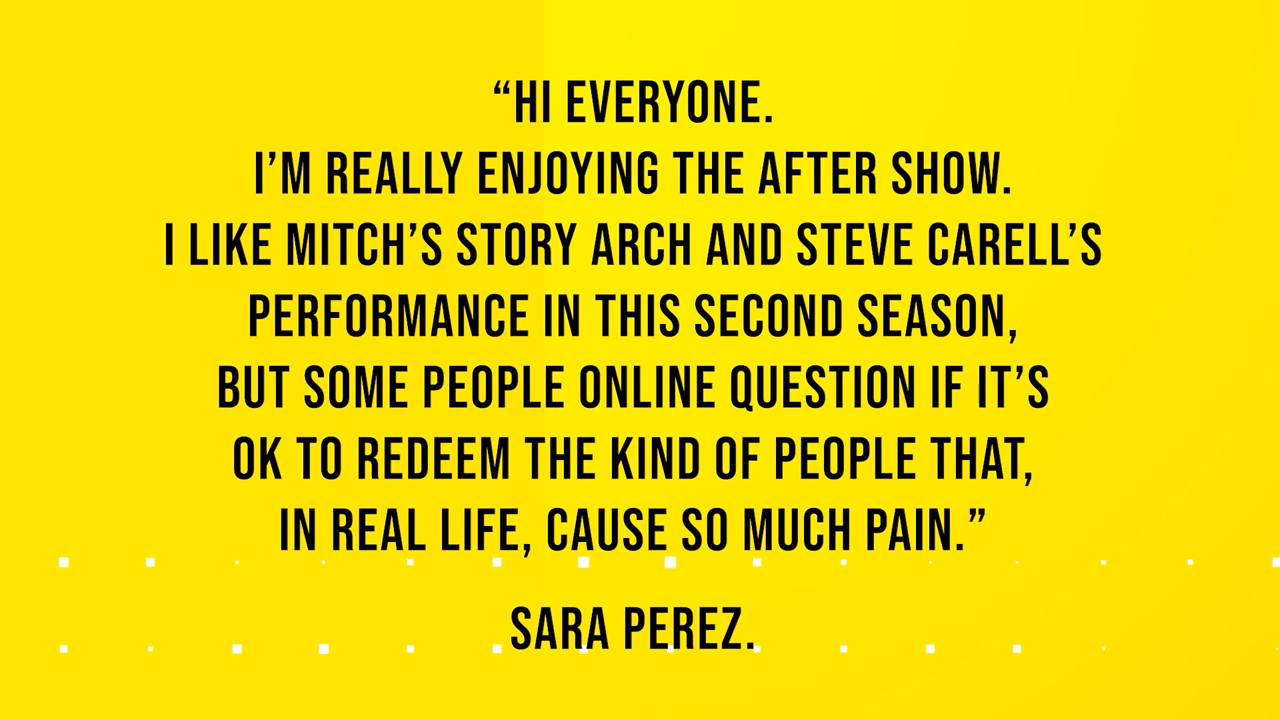 “HI EVERYONE.
I’M REALLY ENJOYING THE AFTER SHOW.
I LIKE MITCH’S STORY ARCH AND STEVE CARELL’S
PERFORMANCE IN THIS SECOND SEASON,
BUT SOME PEOPLE ONLINE QUESTION IF IT’S
OK TO REDEEM THE KIND OF PEOPLE THAT,
IN REAL LIFE, CAUSE SO MUCH PAIN.”
SARA PEREZ.